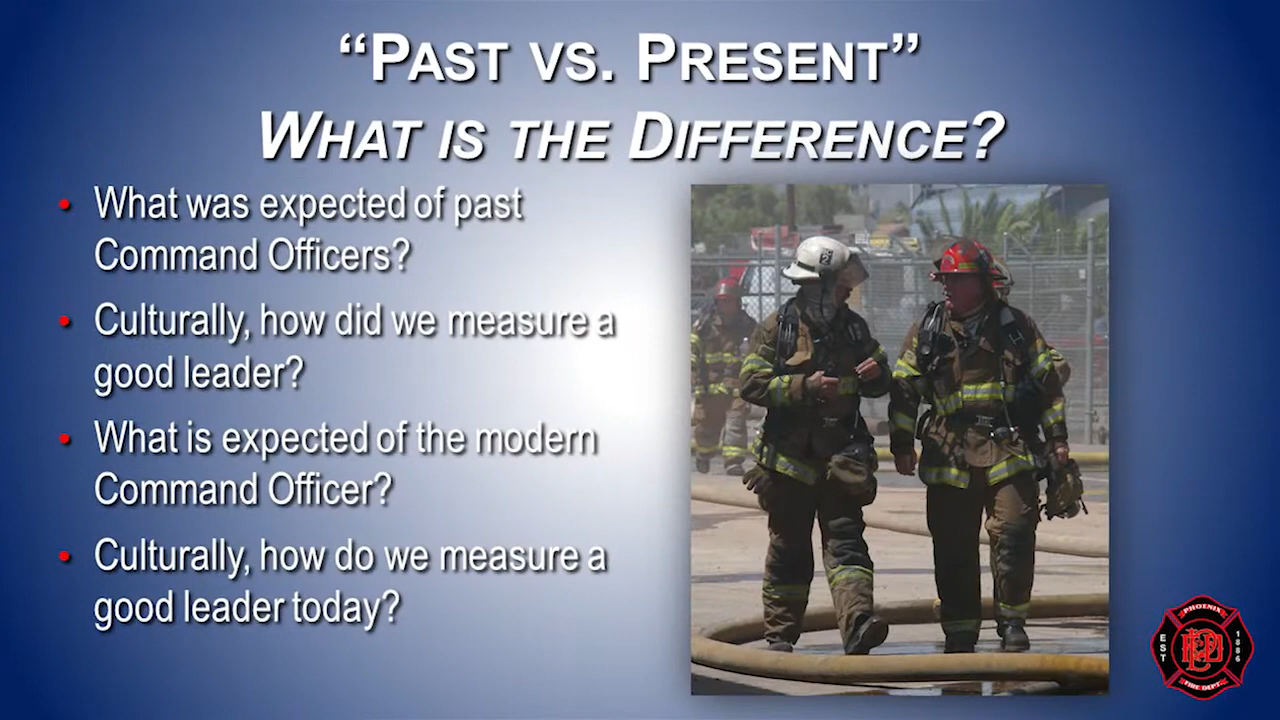 “PAST VS. PRESENT”
WHAT IS THE DIFFERENCE?
• What was expected of past
Command Officers?
• Culturally, how did we measure a
good leader?
• What is expected of the modern
Command Officer?
• Culturally, how do we measure a
good leader today?
PHOENIX
EST 1886
FIRE DEPT.